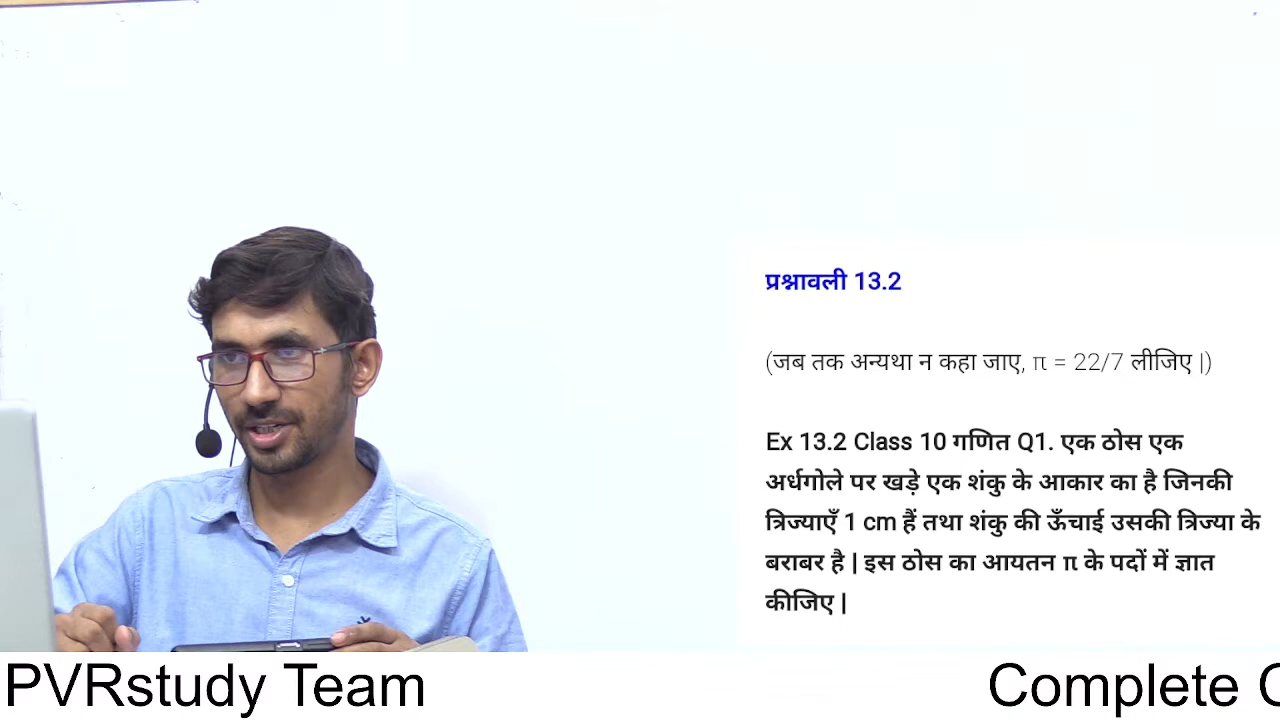 प्रश्नावली 13.2
(जब तक अन्यथा न कहा जाए, π = 22/7 लीजिए |)
Ex 13.2 Class 10 गणित Q1. एक ठोस एक
अर्धगोले पर खड़े एक शंकु के आकार का है जिनकी
त्रिज्याएँ 1 cm हैं तथा शंकु की ऊँचाई उसकी त्रिज्या के
बराबर है | इस ठोस का आयतन π के पदों में ज्ञात
कीजिए |
PVRstudy Team
Complete